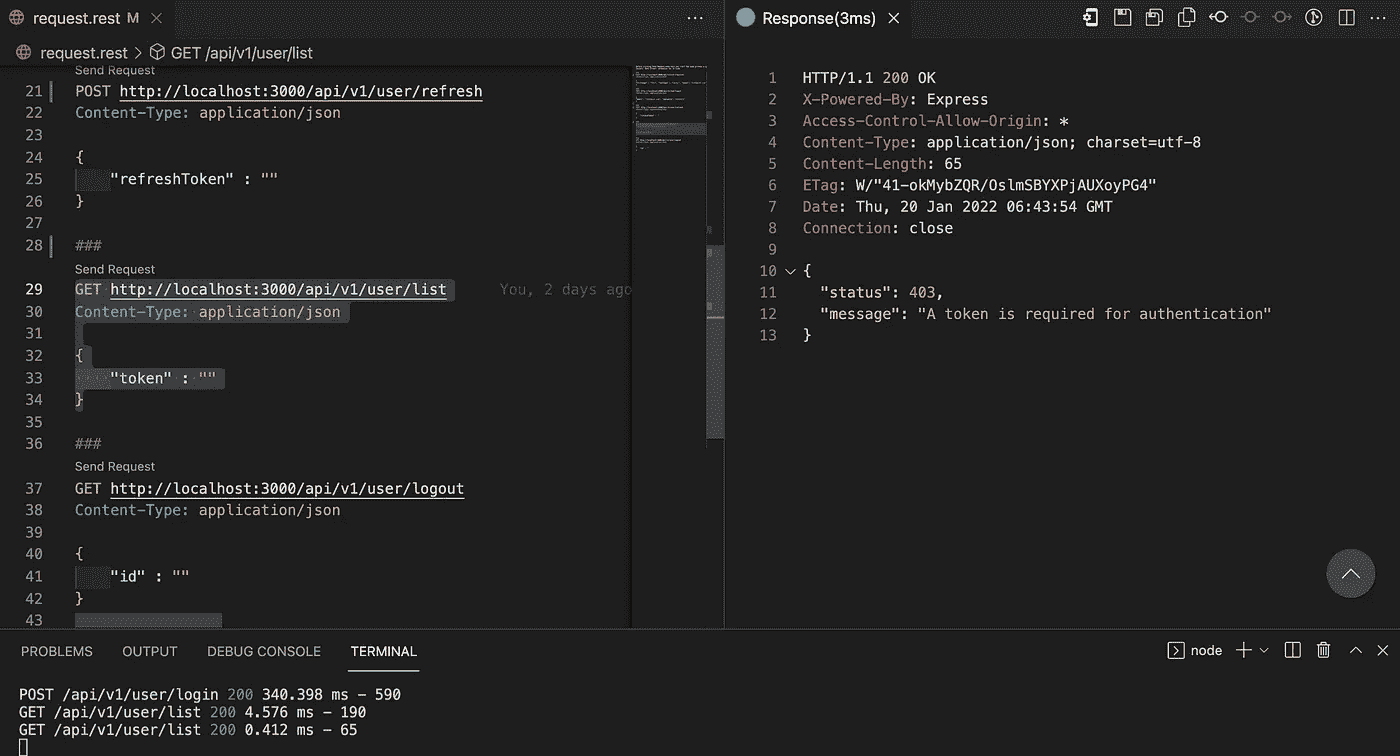 request.rest M
request.rest > GET /api/v1/user/list
Send Request
21 POST http://localhost:3000/api/v1/user/refresh
22 Content-Type: application/json
23
24 {
25 "refreshToken" : ""
26 }
27
28 ###
Send Request
29 GET http://localhost:3000/api/v1/user/list You, 2 days ago
30 Content-Type: application/json
31
32 {
33 "token" : ""
34 }
35
36 ###
Send Request
37 GET http://localhost:3000/api/v1/user/logout
38 Content-Type: application/json
39
40 {
41 "id" : ""
42 }
43
Response(3ms)
1 HTTP/1.1 200 OK
2 X-Powered-By: Express
3 Access-Control-Allow-Origin: *
4 Content-Type: application/json; charset=utf-8
5 Content-Length: 65
6 ETag: W/"41-okMybZQR/OslmSBYXPjAUXoyPG4"
7 Date: Thu, 20 Jan 2022 06:43:54 GMT
8 Connection: close
9
10 {
11 "status": 403,
12 "message": "A token is required for authentication"
13 }
PROBLEMS OUTPUT DEBUG CONSOLE TERMINAL node
POST /api/v1/user/login 200 340.398 ms - 590
GET /api/v1/user/list 200 4.576 ms - 190
GET /api/v1/user/list 200 0.412 ms - 65